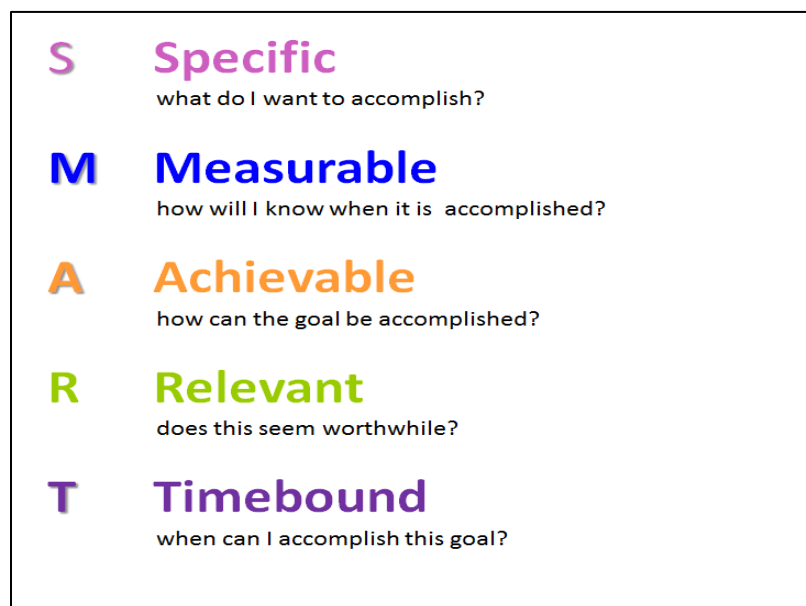 S Specific
what do I want to accomplish?
M Measurable
how will I know when it is accomplished?
A Achievable
how can the goal be accomplished?
R Relevant
does this seem worthwhile?
T Timebound
when can I accomplish this goal?